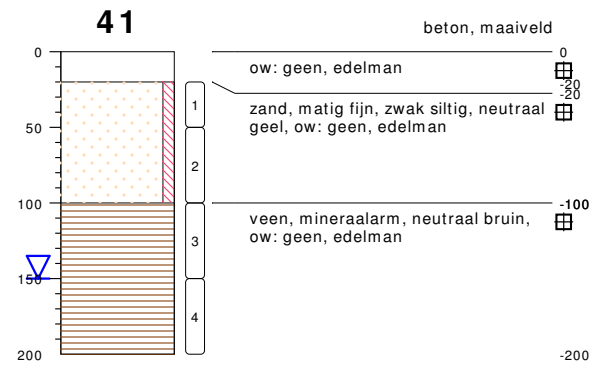 41
beton, maaiveld
0
0
ow: geen, edelman
-20
-20
1
zand, matig fijn, zwak siltig, neutraal
geel, ow: geen, edelman
50
2
100
-100
veen, mineraalarm, neutraal bruin,
ow: geen, edelman
3
150
4
200
-200